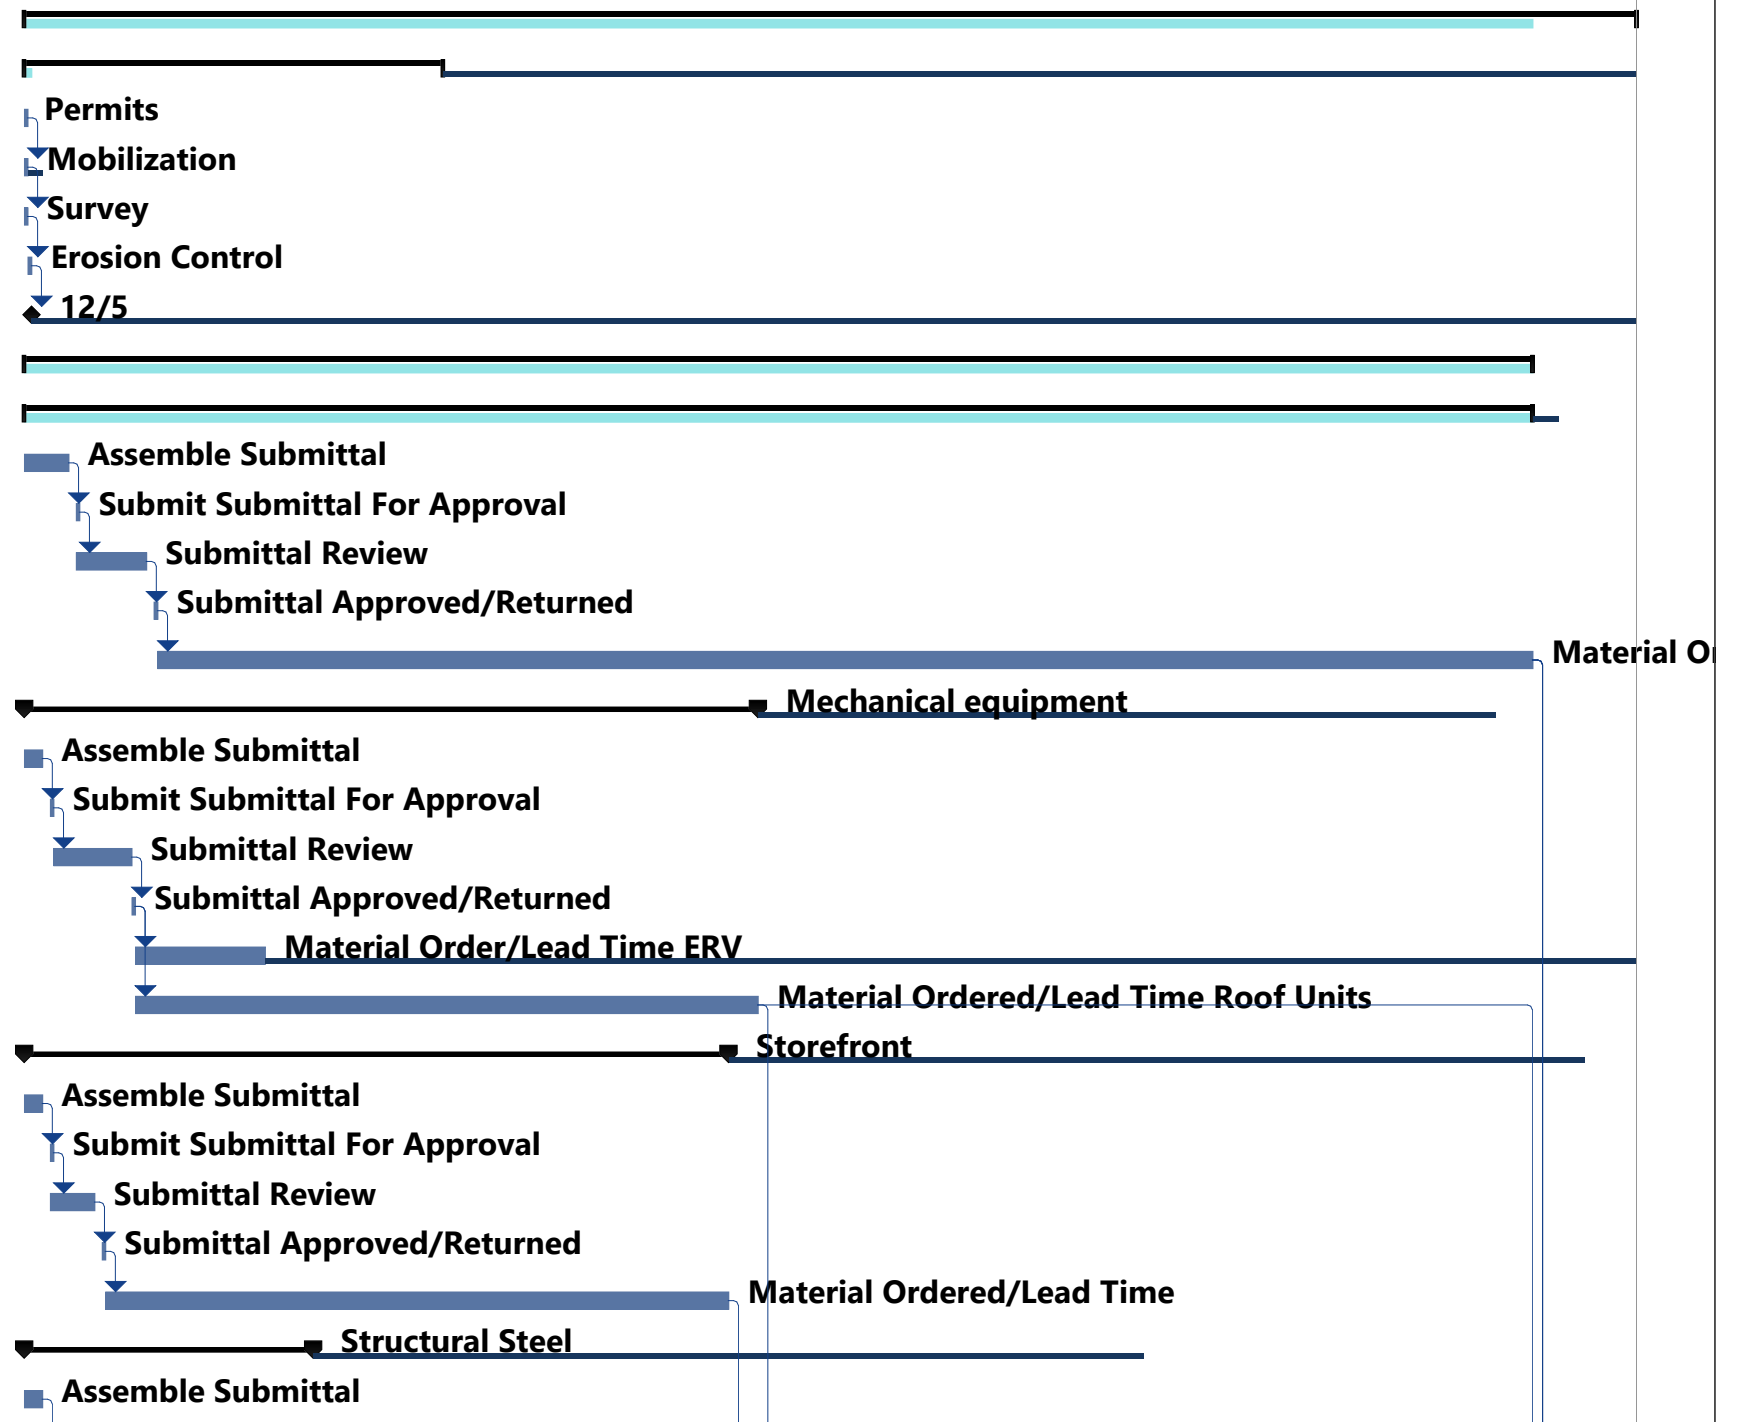 Permits
Mobilization
Survey
Erosion Control
12/5
Assemble Submittal
Submit Submittal For Approval
Submittal Review
Submittal Approved/Returned
Material
Mechanical equipment
Assemble Submittal
Submit Submittal For Approval
Submittal Review
Submittal Approved/Returned
Material Order/Lead Time ERV
Material Ordered/Lead Time Roof Units
Storefront
Assemble Submittal
Submit Submittal For Approval
Submittal Review
Submittal Approved/Returned
Material Ordered/Lead Time
Structural Steel
Assemble Submittal